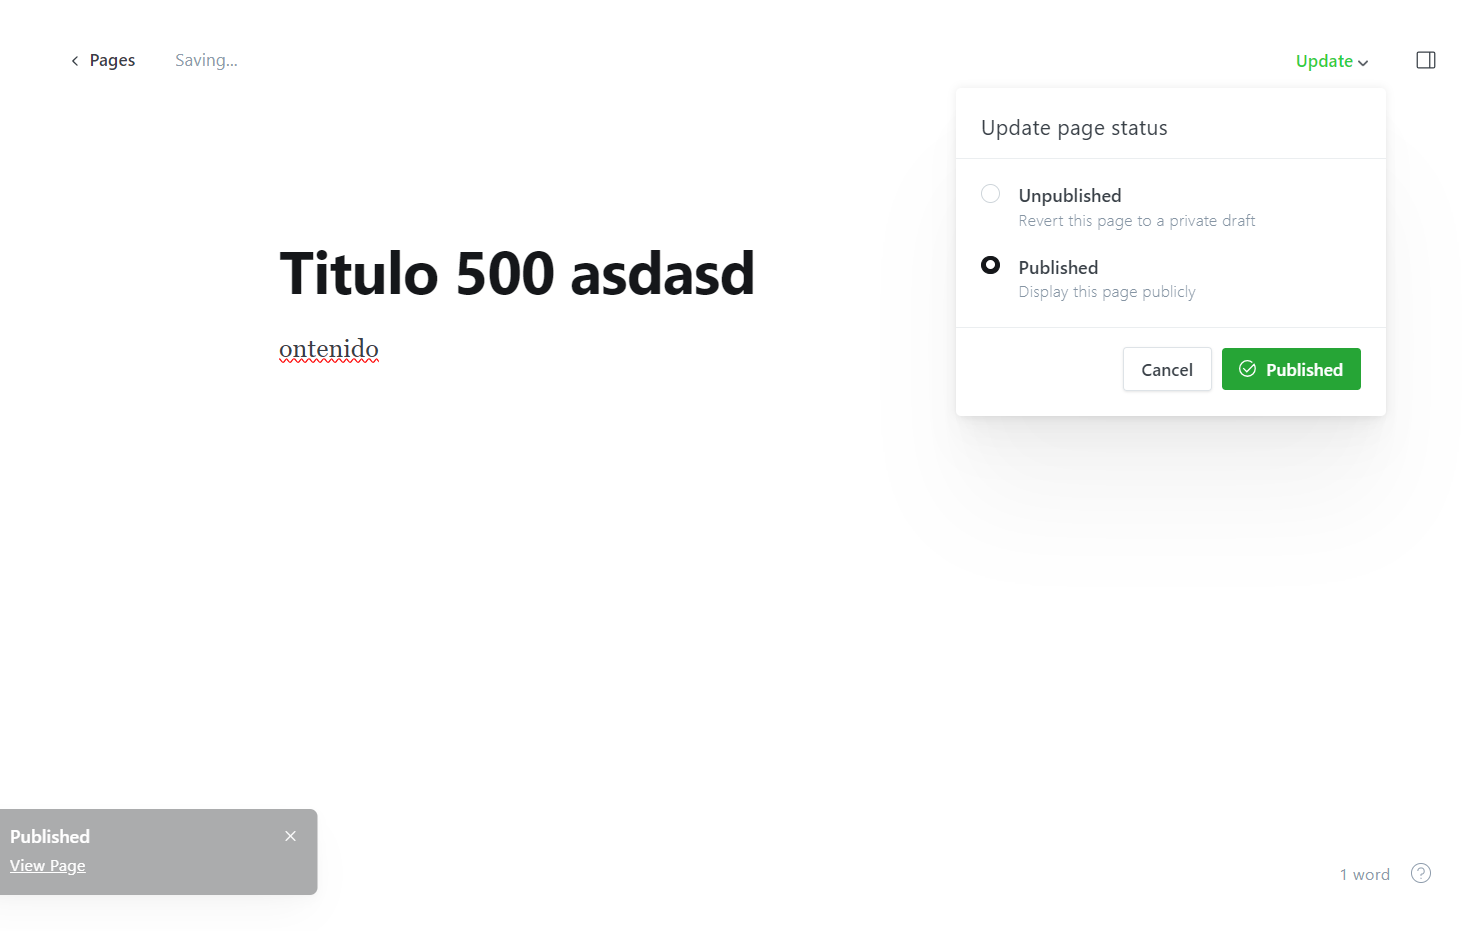 Pages
Saving...
Update
Update page status
Unpublished
Revert this page to a private draft
Titulo 500 asdasd
Published
Display this page publicly
ontenido
Cancel
Published
Published
View Page
1 word
?